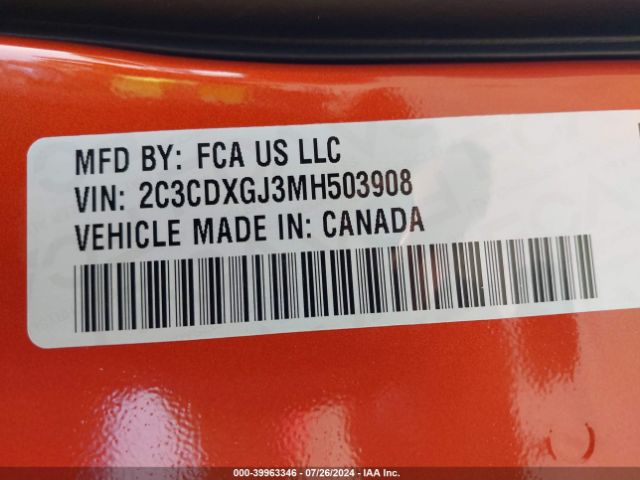 MFD BY: FCA US LLC
VIN: 2C3CDXGJ3MH503908
VEHICLE MADE IN: CANADA
000-39963346 | 07/26/2024 - IAA Inc.